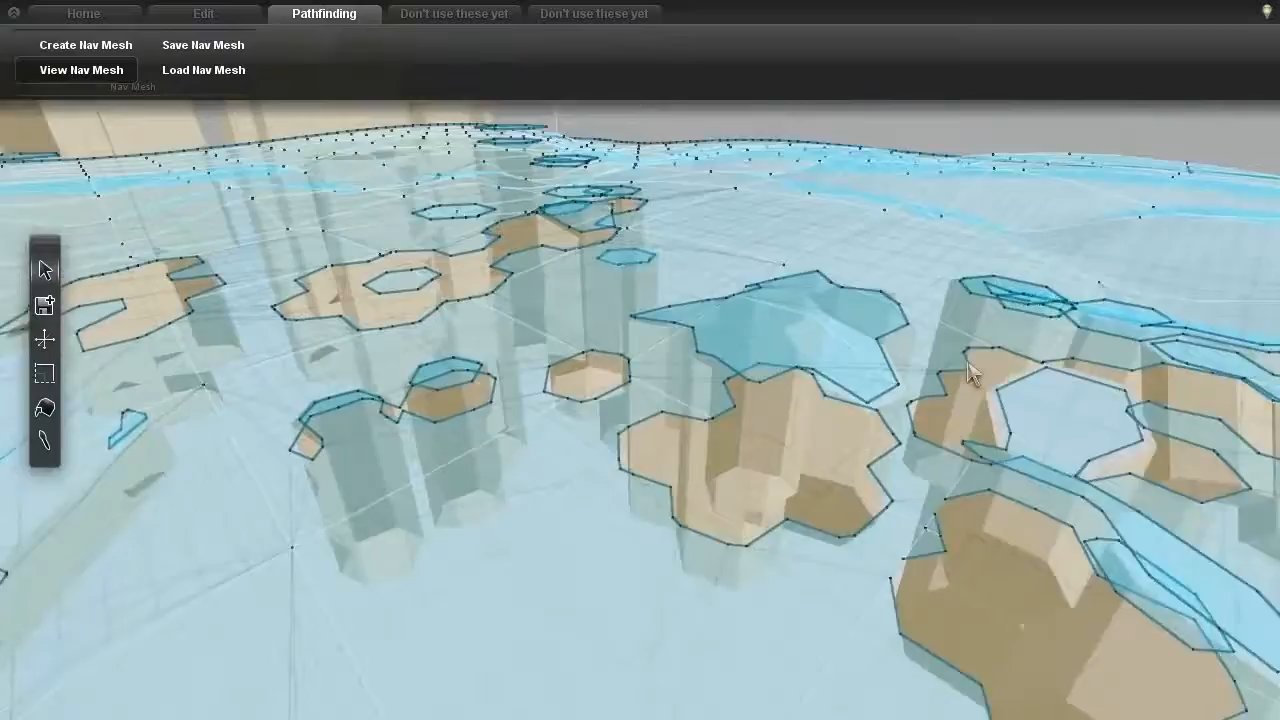 Home Edit Pathfinding Don't use these yet Don't use these yet
Create Nav Mesh Save Nav Mesh
View Nav Mesh Load Nav Mesh
Nav Mesh